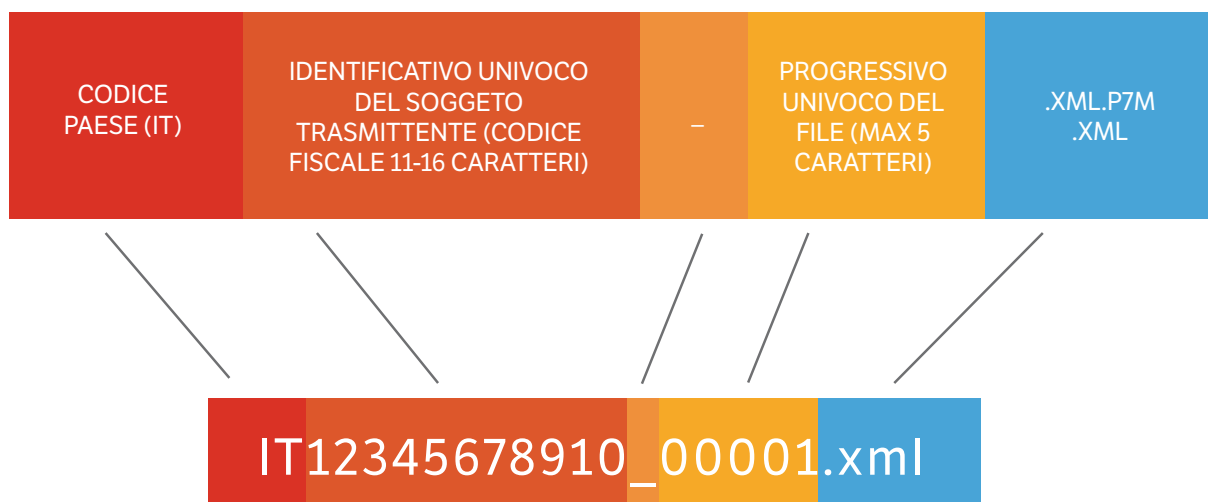 CODICE
PAESE (IT)
IDENTIFICATIVO UNIVOCO
DEL SOGGETO
TRASMITTENTE (CODICE
FISCALE 11-16 CARATTERI)
_
PROGRESSIVO
UNIVOCO DEL
FILE (MAX 5
CARATTERI)
.XML.P7M
.XML
IT12345678910_00001.xml